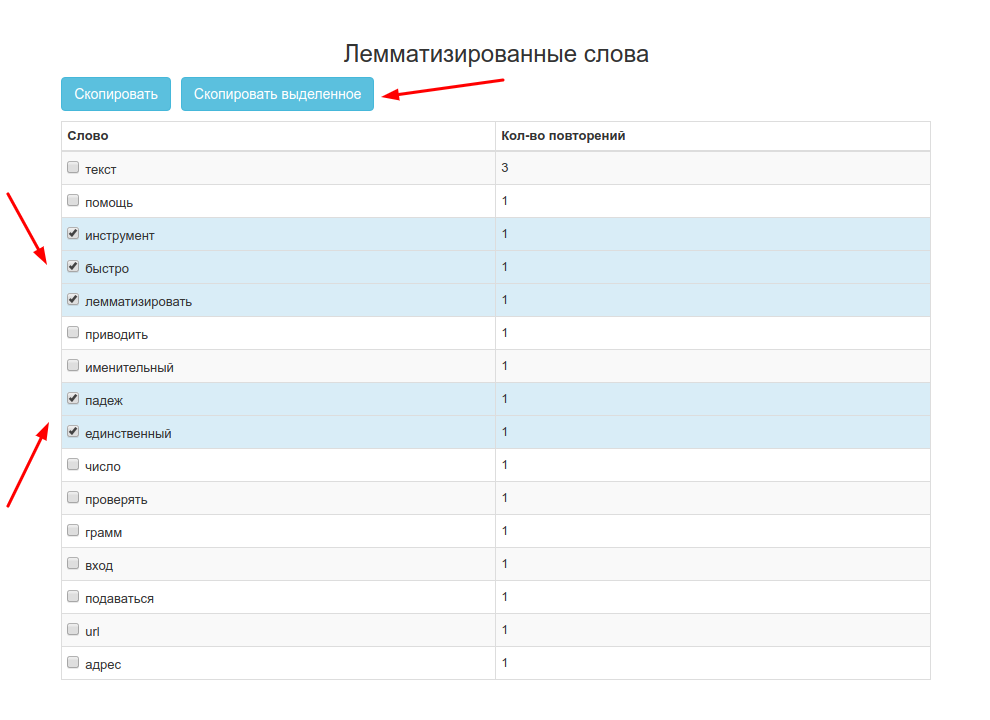 Лемматизированные слова
Скопировать Скопировать выделенное
Слово Кол-во повторений
текст 3
помощь 1
инструмент 1
быстро 1
лемматизировать 1
приводить 1
именительный 1
падеж 1
единственный 1
число 1
проверять 1
грамм 1
вход 1
подаваться 1
url 1
адрес 1